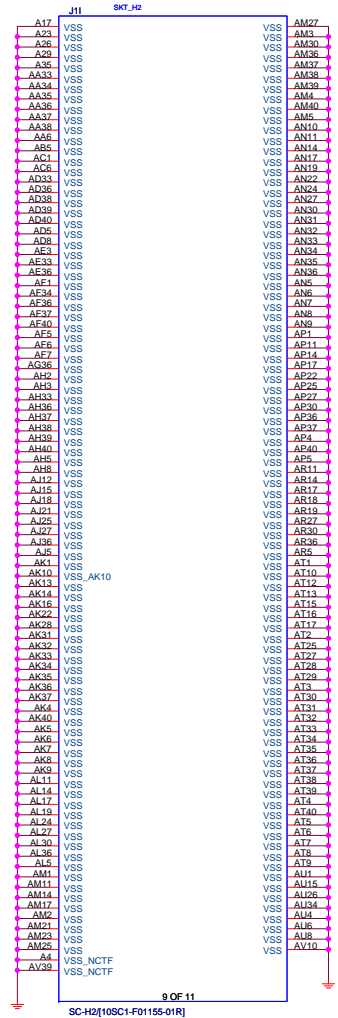 J1I SKT_H2
A17 VSS VSS AM27
A23 VSS VSS AM3
A26 VSS VSS AM30
A29 VSS VSS AM36
A35 VSS VSS AM37
AA33 VSS VSS AM38
AA34 VSS VSS AM39
AA35 VSS VSS AM4
AA36 VSS VSS AM40
AA37 VSS VSS AM5
AA38 VSS VSS AN10
AA6 VSS VSS AN11
AB5 VSS VSS AN14
AC1 VSS VSS AN17
AC6 VSS VSS AN19
AD33 VSS VSS AN22
AD36 VSS VSS AN24
AD38 VSS VSS AN27
AD39 VSS VSS AN30
AD40 VSS VSS AN31
AD5 VSS VSS AN32
AD8 VSS VSS AN33
AE3 VSS VSS AN34
AE33 VSS VSS AN35
AE36 VSS VSS AN36
AF1 VSS VSS AN5
AF34 VSS VSS AN6
AF36 VSS VSS AN7
AF37 VSS VSS AN8
AF40 VSS VSS AN9
AF5 VSS VSS AP1
AF6 VSS VSS AP11
AF7 VSS VSS AP14
AG36 VSS VSS AP17
AH2 VSS VSS AP22
AH3 VSS VSS AP25
AH33 VSS VSS AP27
AH36 VSS VSS AP30
AH37 VSS VSS AP36
AH38 VSS VSS AP37
AH39 VSS VSS AP4
AH40 VSS VSS AP40
AH5 VSS VSS AP5
AH8 VSS VSS AR11
AJ12 VSS VSS AR14
AJ15 VSS VSS AR17
AJ18 VSS VSS AR18
AJ21 VSS VSS AR19
AJ25 VSS VSS AR27
AJ27 VSS VSS AR30
AJ36 VSS VSS AR36
AJ5 VSS VSS AR5
AK1 VSS VSS AT1
AK10 VSS_AK10 VSS AT10
AK13 VSS VSS AT12
AK14 VSS VSS AT13
AK16 VSS VSS AT15
AK22 VSS VSS AT16
AK28 VSS VSS AT17
AK31 VSS VSS AT2
AK32 VSS VSS AT25
AK33 VSS VSS AT27
AK34 VSS VSS AT28
AK35 VSS VSS AT29
AK36 VSS VSS AT3
AK37 VSS VSS AT30
AK4 VSS VSS AT31
AK40 VSS VSS AT32
AK5 VSS VSS AT33
AK6 VSS VSS AT34
AK7 VSS VSS AT35
AK8 VSS VSS AT36
AK9 VSS VSS AT37
AL11 VSS VSS AT38
AL14 VSS VSS AT39
AL17 VSS VSS AT4
AL19 VSS VSS AT40
AL24 VSS VSS AT5
AL27 VSS VSS AT6
AL30 VSS VSS AT7
AL36 VSS VSS AT8
AL5 VSS VSS AT9
AM1 VSS VSS AU1
AM11 VSS VSS AU15
AM14 VSS VSS AU26
AM17 VSS VSS AU34
AM2 VSS VSS AU4
AM21 VSS VSS AU6
AM23 VSS VSS AU8
AM25 VSS VSS AV10
A4 VSS_NCTF
AV39 VSS_NCTF
9 OF 11
SC-H2/[10SC1-F01155-01R]